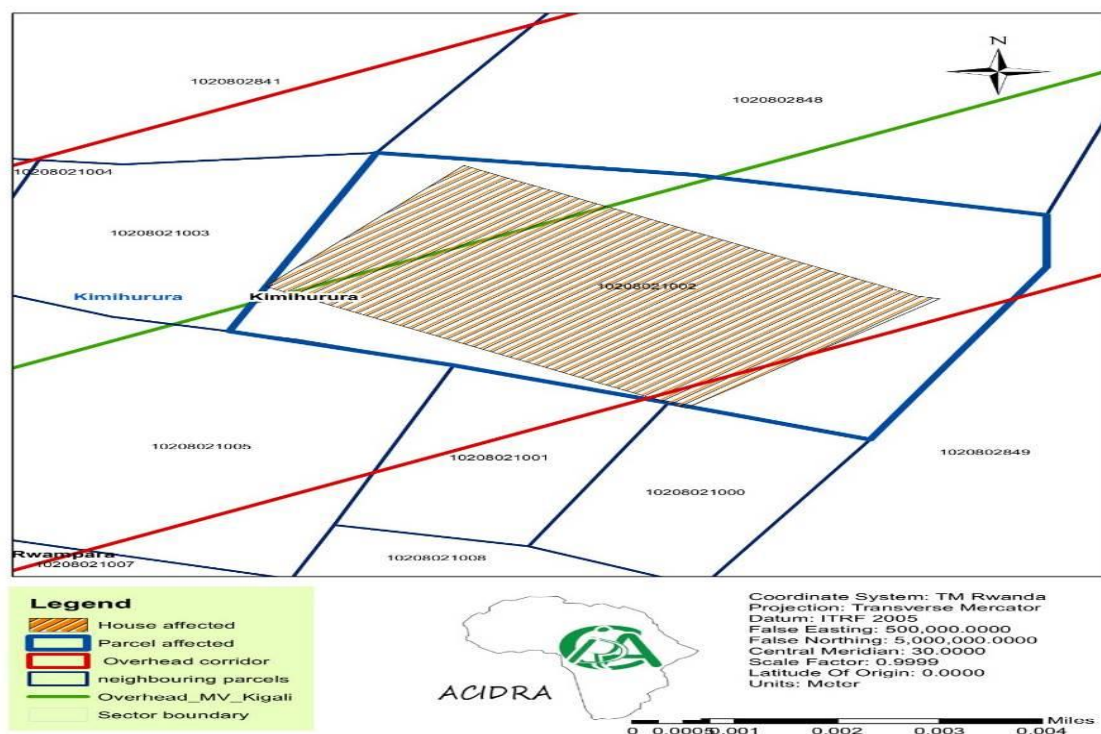 N
1020802841
1020802848
10208021004
10208021003
10208021002
Kimihurura
Kimihurura
10208021005
10208021001
1020802849
10208021000
Rwampara
10208021007
10208021008
Legend
House affected
Parcel affected
Overhead corridor
neighbouring parcels
Overhead_MV_Kigali
Sector boundary
ACIDRA
Coordinate System: TM Rwanda
Projection: Transverse Mercator
Datum: ITRF 2005
False Easting: 500,000.0000
False Northing: 5,000,000.0000
Central Meridian: 30.0000
Scale Factor: 0.9999
Latitude Of Origin: 0.0000
Units: Meter
Miles
0 0.0005 0.001 0.002 0.003 0.004